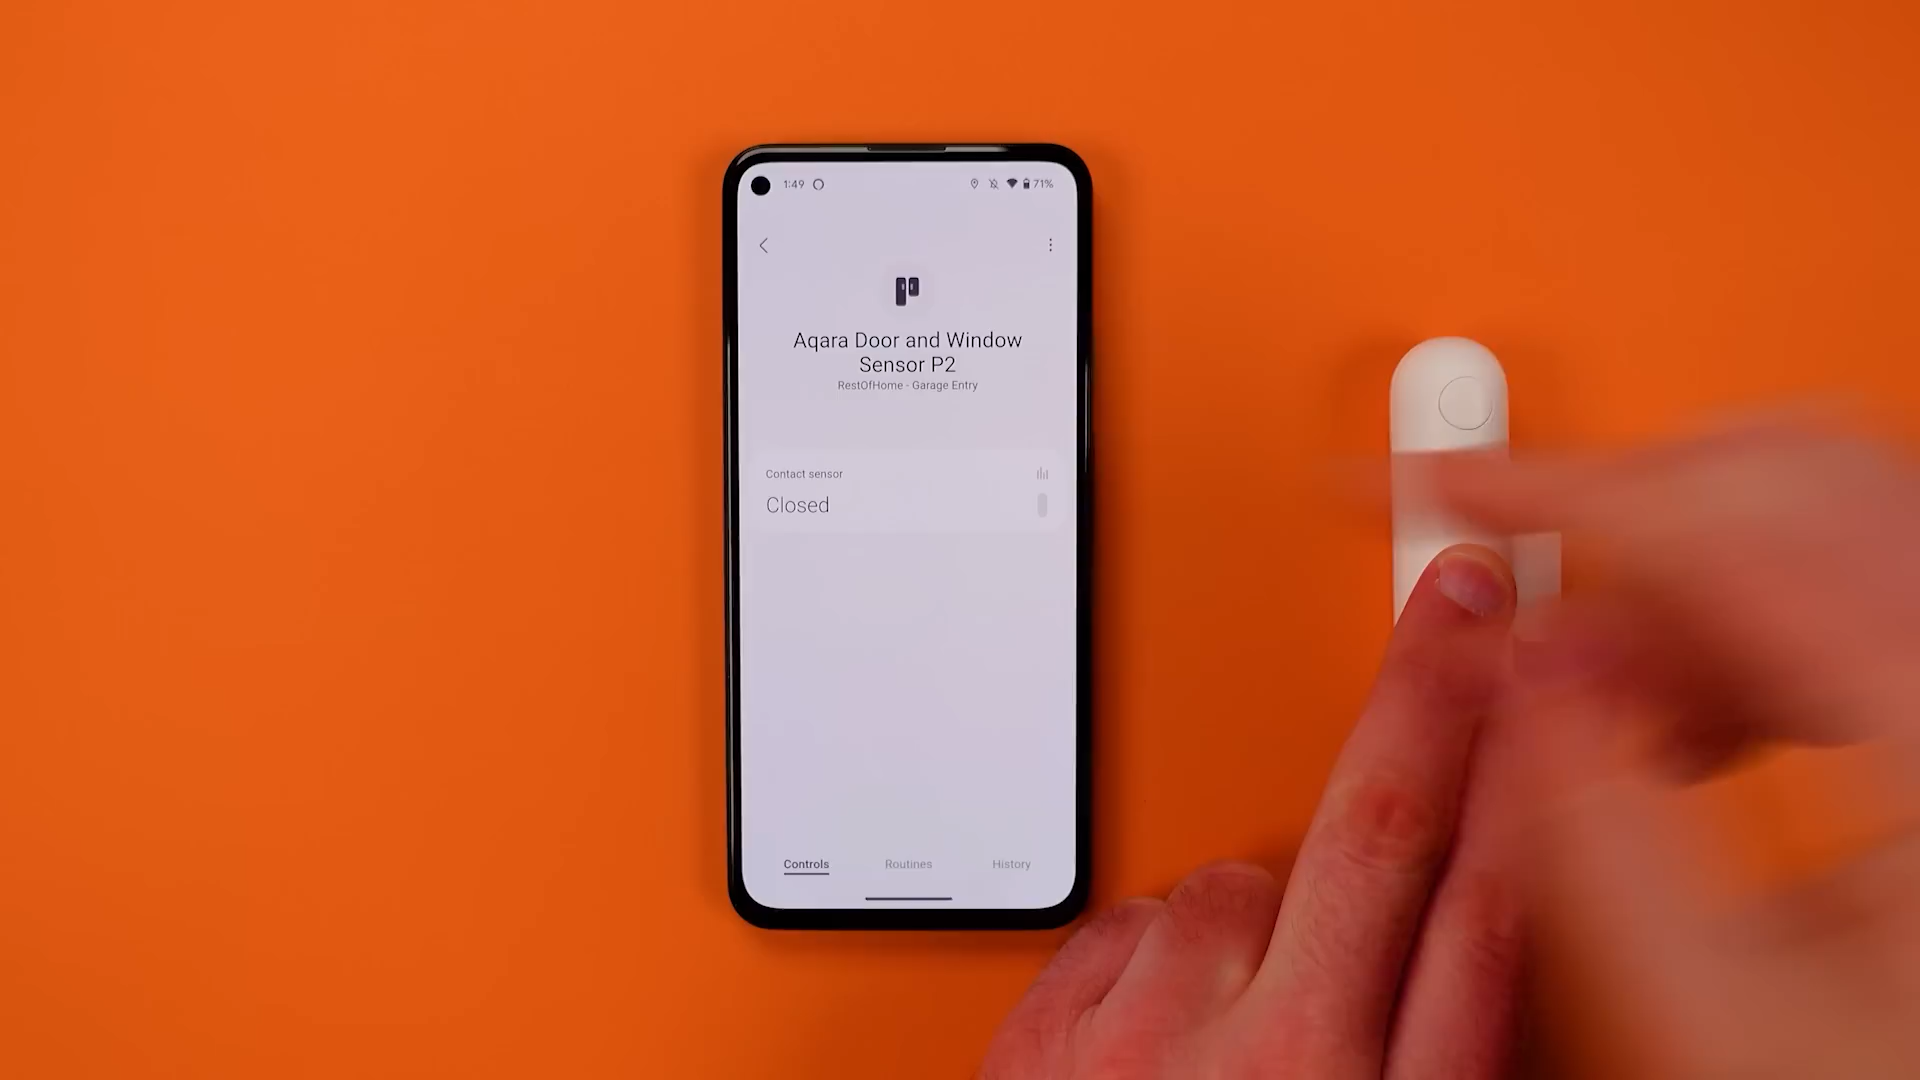 1:49
71%
Aqara Door and Window
Sensor P2
RestOfHome - Garage Entry
Contact sensor
Closed
Controls
Routines
History